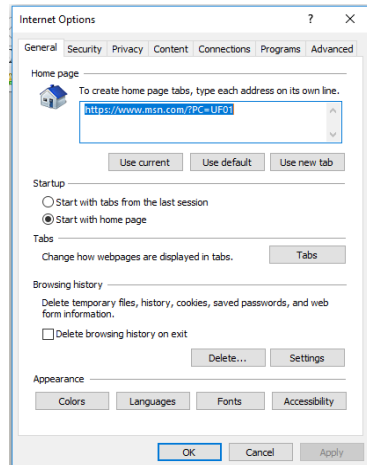 Internet Options ? X
General Security Privacy Content Connections Programs Advanced
Home page
To create home page tabs, type each address on its own line.
https://www.msn.com/?PC=UF01
Use current Use default Use new tab
Startup
Start with tabs from the last session
Start with home page
Tabs
Change how webpages are displayed in tabs. Tabs
Browsing history
Delete temporary files, history, cookies, saved passwords, and web
form information.
Delete browsing history on exit
Delete... Settings
Appearance
Colors Languages Fonts Accessibility
OK Cancel Apply